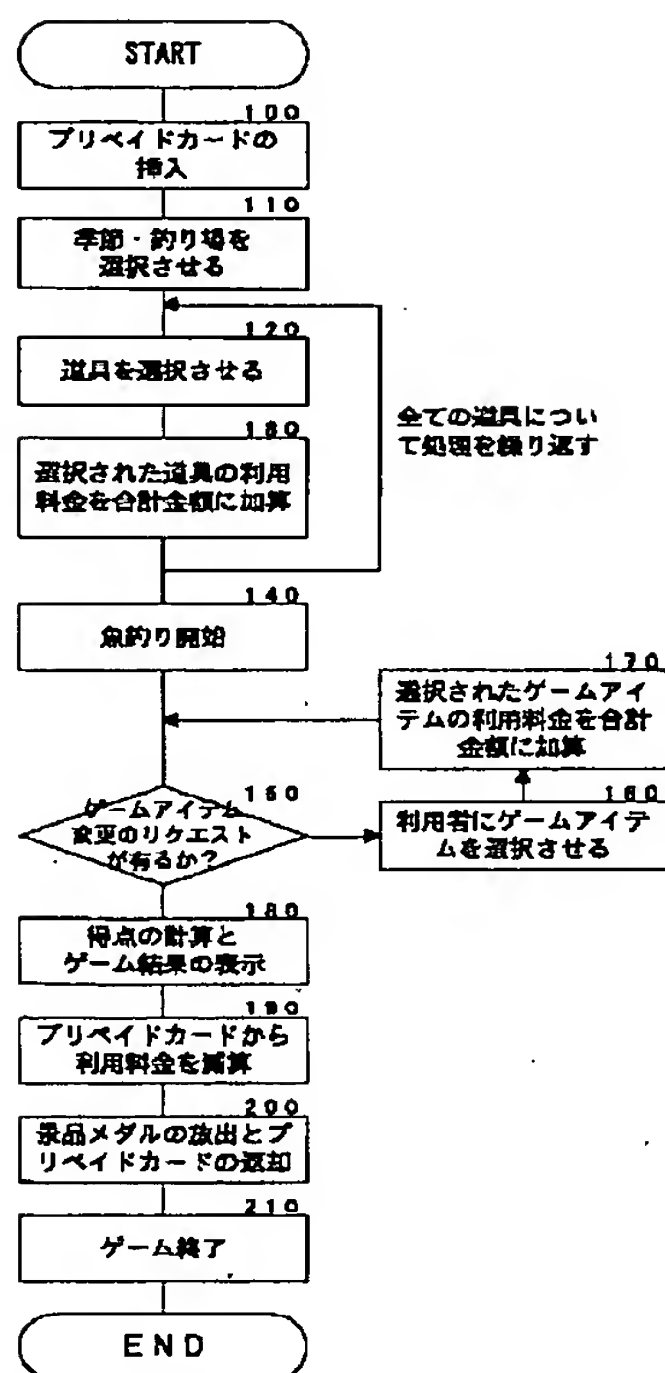 START
100
プリペイドカードの
挿入
110
季節・釣り場を
選択させる
120
道具を選択させる
130
選択された道具の利用
料金を合計金額に加算
全ての道具につい
て処理を繰り返す
140
魚釣り開始
170
選択されたゲームアイ
テムの利用料金を合計
金額に加算
150
ゲームアイテム
変更のリクエスト
が有るか?
160
利用者にゲームアイテ
ムを選択させる
180
得点の計算と
ゲーム結果の表示
190
プリペイドカードから
利用料金を減算
200
景品メダルの放出とプ
リペイドカードの返却
210
ゲーム終了
END